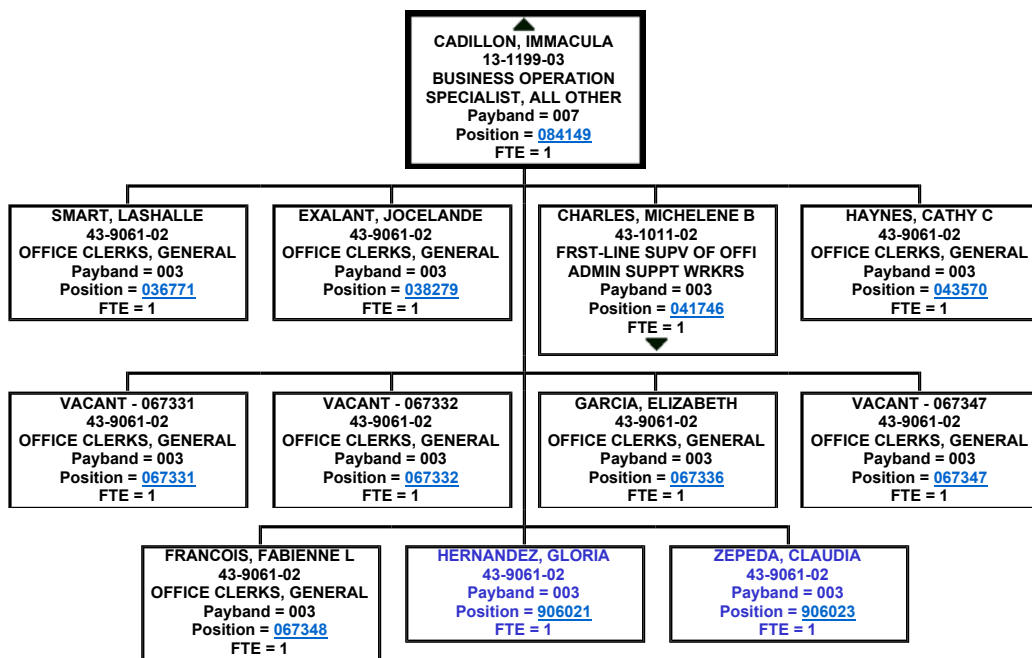 CADILLON, IMMACULA
13-1199-03
BUSINESS OPERATION
SPECIALIST, ALL OTHER
Payband = 007
Position = 084149
FTE = 1
SMART, LASHALLE
43-9061-02
OFFICE CLERKS, GENERAL
Payband = 003
Position = 036771
FTE = 1
EXALANT, JOCELANDE
43-9061-02
OFFICE CLERKS, GENERAL
Payband = 003
Position = 038279
FTE = 1
CHARLES, MICHELENE B
43-1011-02
FRST-LINE SUPV OF OFFI
ADMIN SUPPT WRKRS
Payband = 003
Position = 041746
FTE = 1
HAYNES, CATHY C
43-9061-02
OFFICE CLERKS, GENERAL
Payband = 003
Position = 043570
FTE = 1
VACANT - 067331
43-9061-02
OFFICE CLERKS, GENERAL
Payband = 003
Position = 067331
FTE = 1
VACANT - 067332
43-9061-02
OFFICE CLERKS, GENERAL
Payband = 003
Position = 067332
FTE = 1
GARCIA, ELIZABETH
43-9061-02
OFFICE CLERKS, GENERAL
Payband = 003
Position = 067336
FTE = 1
VACANT - 067347
43-9061-02
OFFICE CLERKS, GENERAL
Payband = 003
Position = 067347
FTE = 1
FRANCOIS, FABIENNE L
43-9061-02
OFFICE CLERKS, GENERAL
Payband = 003
Position = 067348
FTE = 1
HERNANDEZ, GLORIA
43-9061-02
Payband = 003
Position = 906021
FTE = 1
ZEPEDA, CLAUDIA
43-9061-02
Payband = 003
Position = 906023
FTE = 1